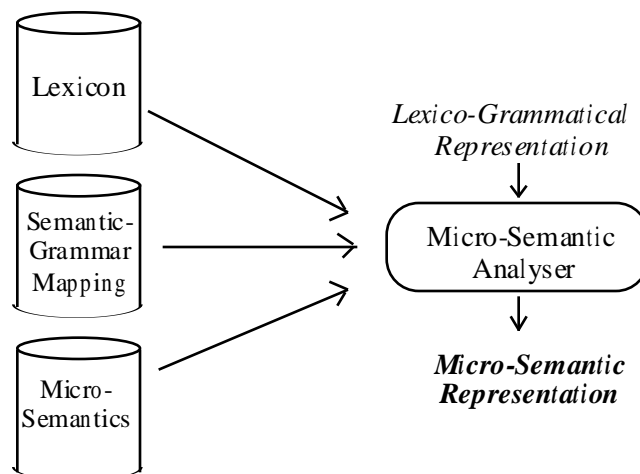 Lexicon
Semantic-
Grammar
Mapping
Micro-
Semantics
Lexico-Grammatical
Representation
Micro-Semantic
Analyser
Micro-Semantic
Representation